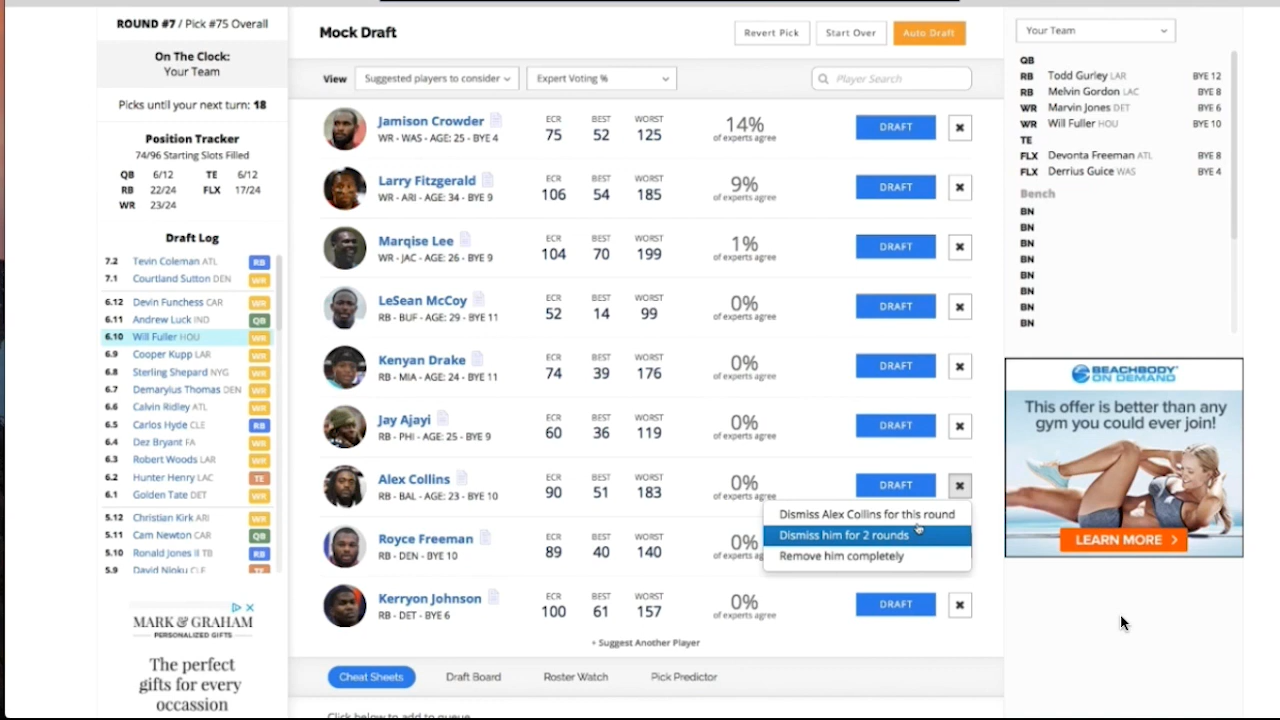 ROUND #7 / Pick #75 Overall
On The Clock:
Your Team
Picks until your next turn: 18
Position Tracker
74/96 Starting Slots Filled
QB 6/12 TE 6/12
RB 22/24 FLX 17/24
WR 23/24
Draft Log
7.2 Tevin Coleman ATL RB
7.1 Courtland Sutton DEN WR
6.12 Devin Funchess CAR WR
6.11 Andrew Luck IND QB
6.10 Will Fuller HOU WR
6.9 Cooper Kupp LAR WR
6.8 Sterling Shepard NYG WR
6.7 Demaryius Thomas DEN WR
6.6 Calvin Ridley ATL WR
6.5 Carlos Hyde CLE RB
6.4 Dez Bryant FA WR
6.3 Robert Woods LAR WR
6.2 Hunter Henry LAC TE
6.1 Golden Tate DET WR
5.12 Christian Kirk ARI WR
5.11 Cam Newton CAR QB
5.10 Ronald Jones II TB RB
5.9 David Njoku CLE TE
MARK & GRAHAM
PERSONALIZED GIFTS
The perfect
gifts for every
occassion
Mock Draft
Revert Pick Start Over Auto Draft
View Suggested players to consider Expert Voting % Player Search
Jamison Crowder
WR - WAS - AGE: 25 - BYE 4
ECR BEST WORST
75 52 125
14%
of experts agree
DRAFT
Larry Fitzgerald
WR - ARI - AGE: 34 - BYE 9
ECR BEST WORST
106 54 185
9%
of experts agree
DRAFT
Marqise Lee
WR - JAC - AGE: 26 - BYE 9
ECR BEST WORST
104 70 199
1%
of experts agree
DRAFT
LeSean McCoy
RB - BUF - AGE: 29 - BYE 11
ECR BEST WORST
52 14 99
0%
of experts agree
DRAFT
Kenyan Drake
RB - MIA - AGE: 24 - BYE 11
ECR BEST WORST
74 39 176
0%
of experts agree
DRAFT
Jay Ajayi
RB - PHI - AGE: 25 - BYE 9
ECR BEST WORST
60 36 119
0%
of experts agree
DRAFT
Alex Collins
RB - BAL - AGE: 23 - BYE 10
ECR BEST WORST
90 51 183
0%
of experts agree
DRAFT
Dismiss Alex Collins for this round
Dismiss him for 2 rounds
Remove him completely
Royce Freeman
RB - DEN - BYE 10
ECR BEST WORST
89 40 140
0%
of experts
Kerryon Johnson
RB - DET - BYE 6
ECR BEST WORST
100 61 157
0%
of experts agree
DRAFT
Suggest Another Player
Cheat Sheets Draft Board Roster Watch Pick Predictor
Click below to add to queue
Your Team
QB
RB Todd Gurley LAR BYE 12
RB Melvin Gordon LAC BYE 8
WR Marvin Jones DET BYE 6
WR Will Fuller HOU BYE 10
TE
FLX Devonta Freeman ATL BYE 8
FLX Derrius Guice WAS BYE 4
Bench
BN
BN
BN
BN
BN
BN
BN
BN
BEACHBODY
ON DEMAND
This offer is better than any
gym you could ever join!
LEARN MORE >